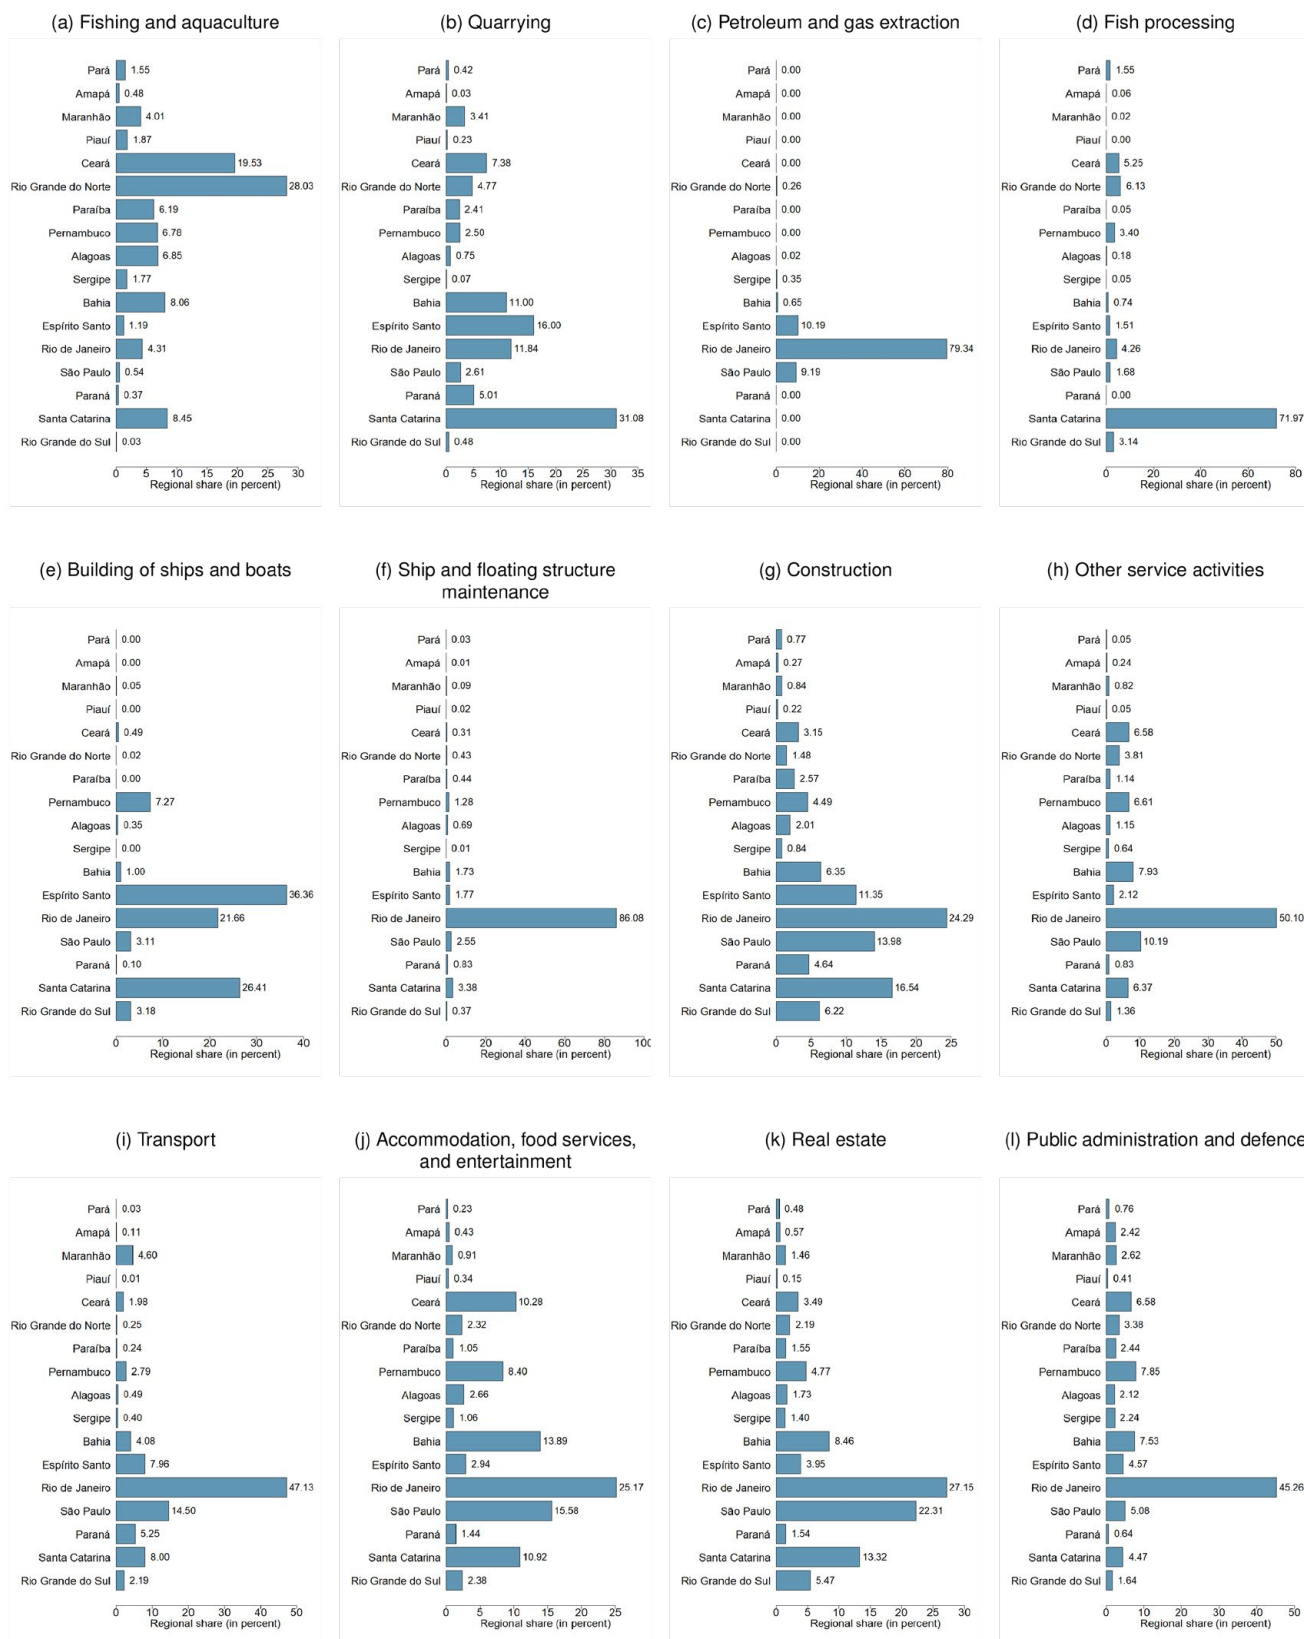 (a) Fishing and aquaculture
Pará 1.55
Amapá 0.48
Maranhão 4.01
Piauí 1.87
Ceará 19.53
Rio Grande do Norte 28.03
Paraíba 6.19
Pernambuco 6.78
Alagoas 6.85
Sergipe 1.77
Bahia 8.06
Espírito Santo 1.19
Rio de Janeiro 4.31
São Paulo 0.54
Paraná 0.37
Santa Catarina 8.45
Rio Grande do Sul 0.03
0 5 10 15 20 25 30
Regional share (in percent)
(b) Quarrying
Pará 0.42
Amapá 0.03
Maranhão 3.41
Piauí 0.23
Ceará 7.38
Rio Grande do Norte 4.77
Paraíba 2.41
Pernambuco 2.50
Alagoas 0.75
Sergipe 0.07
Bahia 11.00
Espírito Santo 16.00
Rio de Janeiro 11.84
São Paulo 2.61
Paraná 5.01
Santa Catarina 31.08
Rio Grande do Sul 0.48
0 5 10 15 20 25 30 35
Regional share (in percent)
(c) Petroleum and gas extraction
Pará 0.00
Amapá 0.00
Maranhão 0.00
Piauí 0.00
Ceará 0.00
Rio Grande do Norte 0.26
Paraíba 0.00
Pernambuco 0.00
Alagoas 0.02
Sergipe 0.35
Bahia 0.65
Espírito Santo 10.19
Rio de Janeiro 79.34
São Paulo 9.19
Paraná 0.00
Santa Catarina 0.00
Rio Grande do Sul 0.00
0 20 40 60 80
Regional share (in percent)
(d) Fish processing
Pará 1.55
Amapá 0.06
Maranhão 0.02
Piauí 0.00
Ceará 5.25
Rio Grande do Norte 6.13
Paraíba 0.05
Pernambuco 3.40
Alagoas 0.18
Sergipe 0.05
Bahia 0.74
Espírito Santo 1.51
Rio de Janeiro 4.26
São Paulo 1.68
Paraná 0.00
Santa Catarina 71.97
Rio Grande do Sul 3.14
0 20 40 60 80
Regional share (in percent)
(e) Building of ships and boats
Pará 0.00
Amapá 0.00
Maranhão 0.05
Piauí 0.00
Ceará 0.49
Rio Grande do Norte 0.02
Paraíba 0.00
Pernambuco 7.27
Alagoas 0.35
Sergipe 0.00
Bahia 1.00
Espírito Santo 36.36
Rio de Janeiro 21.66
São Paulo 3.11
Paraná 0.10
Santa Catarina 26.41
Rio Grande do Sul 3.18
0 10 20 30 40
Regional share (in percent)
(f) Ship and floating structure
maintenance
Pará 0.03
Amapá 0.01
Maranhão 0.09
Piauí 0.02
Ceará 0.31
Rio Grande do Norte 0.43
Paraíba 0.44
Pernambuco 1.28
Alagoas 0.69
Sergipe 0.01
Bahia 1.73
Espírito Santo 1.77
Rio de Janeiro 86.08
São Paulo 2.55
Paraná 0.83
Santa Catarina 3.38
Rio Grande do Sul 0.37
0 20 40 60 80 100
Regional share (in percent)
(g) Construction
Pará 0.77
Amapá 0.27
Maranhão 0.84
Piauí 0.22
Ceará 3.15
Rio Grande do Norte 1.48
Paraíba 2.57
Pernambuco 4.49
Alagoas 2.01
Sergipe 0.84
Bahia 6.35
Espírito Santo 11.35
Rio de Janeiro 24.29
São Paulo 13.98
Paraná 4.64
Santa Catarina 16.54
Rio Grande do Sul 6.22
0 5 10 15 20 25
Regional share (in percent)
(h) Other service activities
Pará 0.05
Amapá 0.24
Maranhão 0.82
Piauí 0.05
Ceará 6.58
Rio Grande do Norte 3.81
Paraíba 1.14
Pernambuco 6.61
Alagoas 1.15
Sergipe 0.64
Bahia 7.93
Espírito Santo 2.12
Rio de Janeiro 50.10
São Paulo 10.19
Paraná 0.83
Santa Catarina 6.37
Rio Grande do Sul 1.36
0 10 20 30 40 50
Regional share (in percent)
(i) Transport
Pará 0.03
Amapá 0.11
Maranhão 4.60
Piauí 0.01
Ceará 1.98
Rio Grande do Norte 0.25
Paraíba 0.24
Pernambuco 2.79
Alagoas 0.49
Sergipe 0.40
Bahia 4.08
Espírito Santo 7.96
Rio de Janeiro 47.13
São Paulo 14.50
Paraná 5.25
Santa Catarina 8.00
Rio Grande do Sul 2.19
0 10 20 30 40 50
Regional share (in percent)
(j) Accommodation, food services,
and entertainment
Pará 0.23
Amapá 0.43
Maranhão 0.91
Piauí 0.34
Ceará 10.28
Rio Grande do Norte 2.32
Paraíba 1.05
Pernambuco 8.40
Alagoas 2.66
Sergipe 1.06
Bahia 13.89
Espírito Santo 2.94
Rio de Janeiro 25.17
São Paulo 15.58
Paraná 1.44
Santa Catarina 10.92
Rio Grande do Sul 2.38
0 5 10 15 20 25
Regional share (in percent)
(k) Real estate
Pará 0.48
Amapá 0.57
Maranhão 1.46
Piauí 0.15
Ceará 3.49
Rio Grande do Norte 2.19
Paraíba 1.55
Pernambuco 4.77
Alagoas 1.73
Sergipe 1.40
Bahia 8.46
Espírito Santo 3.95
Rio de Janeiro 27.15
São Paulo 22.31
Paraná 1.54
Santa Catarina 13.32
Rio Grande do Sul 5.47
0 5 10 15 20 25 30
Regional share (in percent)
(l) Public administration and defence
Pará 0.76
Amapá 2.42
Maranhão 2.62
Piauí 0.41
Ceará 6.58
Rio Grande do Norte 3.38
Paraíba 2.44
Pernambuco 7.85
Alagoas 2.12
Sergipe 2.24
Bahia 7.53
Espírito Santo 4.57
Rio de Janeiro 45.26
São Paulo 5.08
Paraná 0.64
Santa Catarina 4.47
Rio Grande do Sul 1.64
0 10 20 30 40 50
Regional share (in percent)